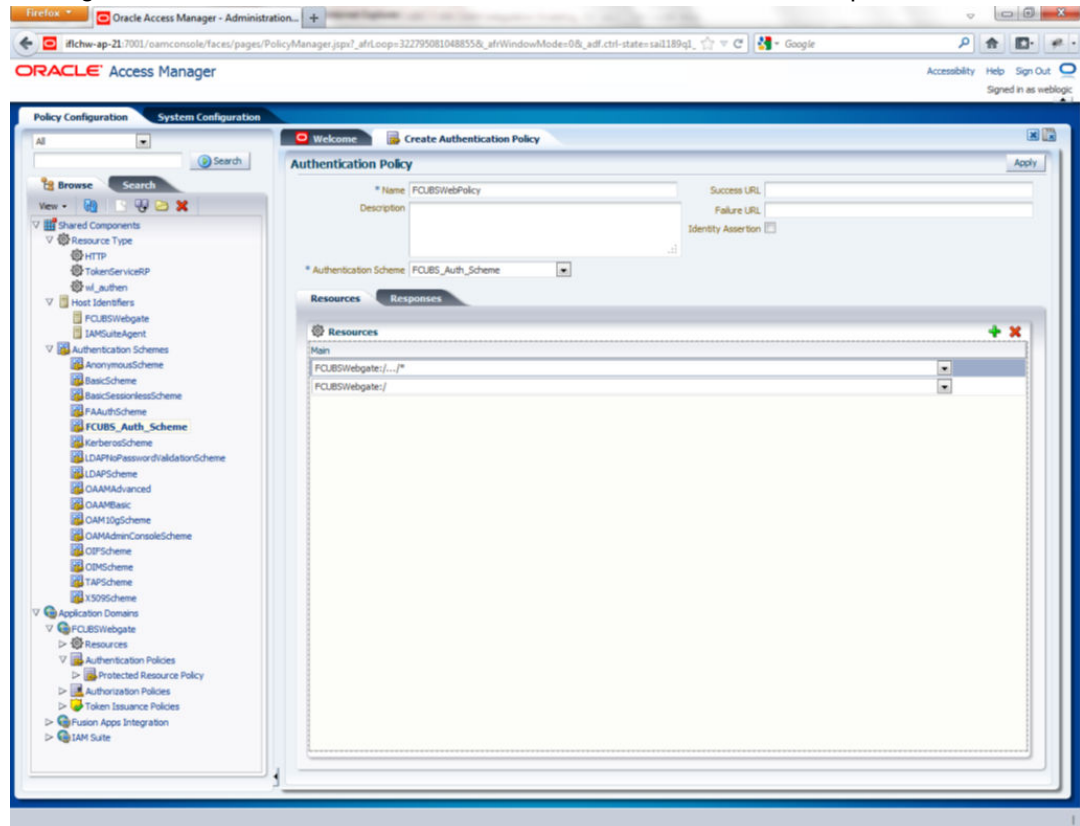 Firefox
Oracle Access Manager - Administration...
iflchw-ap-21:7001/oamconsole/faces/pages/PolicyManager.jspx?_afrLoop=322795081048855&_afrWindowMode=0&_adf.ctrl-state=sai1189q1_
Google
ORACLE Access Manager
Accessibility Help Sign Out
Signed in as weblogic
Policy Configuration System Configuration
All
Search
Browse Search
View
Shared Components
Resource Type
HTTP
TokenServiceRP
wl_authen
Host Identifiers
FCUBSWebgate
IAMSuiteAgent
Authentication Schemes
AnonymousScheme
BasicScheme
BasicSessionlessScheme
FAAuthScheme
FCUBS_Auth_Scheme
KerberosScheme
LDAPNoPasswordValidationScheme
LDAPScheme
OAAMAdvanced
OAAMBasic
OAM10gScheme
OAMAdminConsoleScheme
OIFScheme
OIMScheme
TAPScheme
X509Scheme
Application Domains
FCUBSWebgate
Resources
Authentication Policies
Protected Resource Policy
Authorization Policies
Token Issuance Policies
Fusion Apps Integration
IAM Suite
Welcome Create Authentication Policy
Authentication Policy
Apply
* Name FCUBSWebPolicy
Success URL
Description
Failure URL
Identity Assertion
* Authentication Scheme FCUBS_Auth_Scheme
Resources Responses
Resources
Main
FCUBSWebgate:/.../*
FCUBSWebgate:/